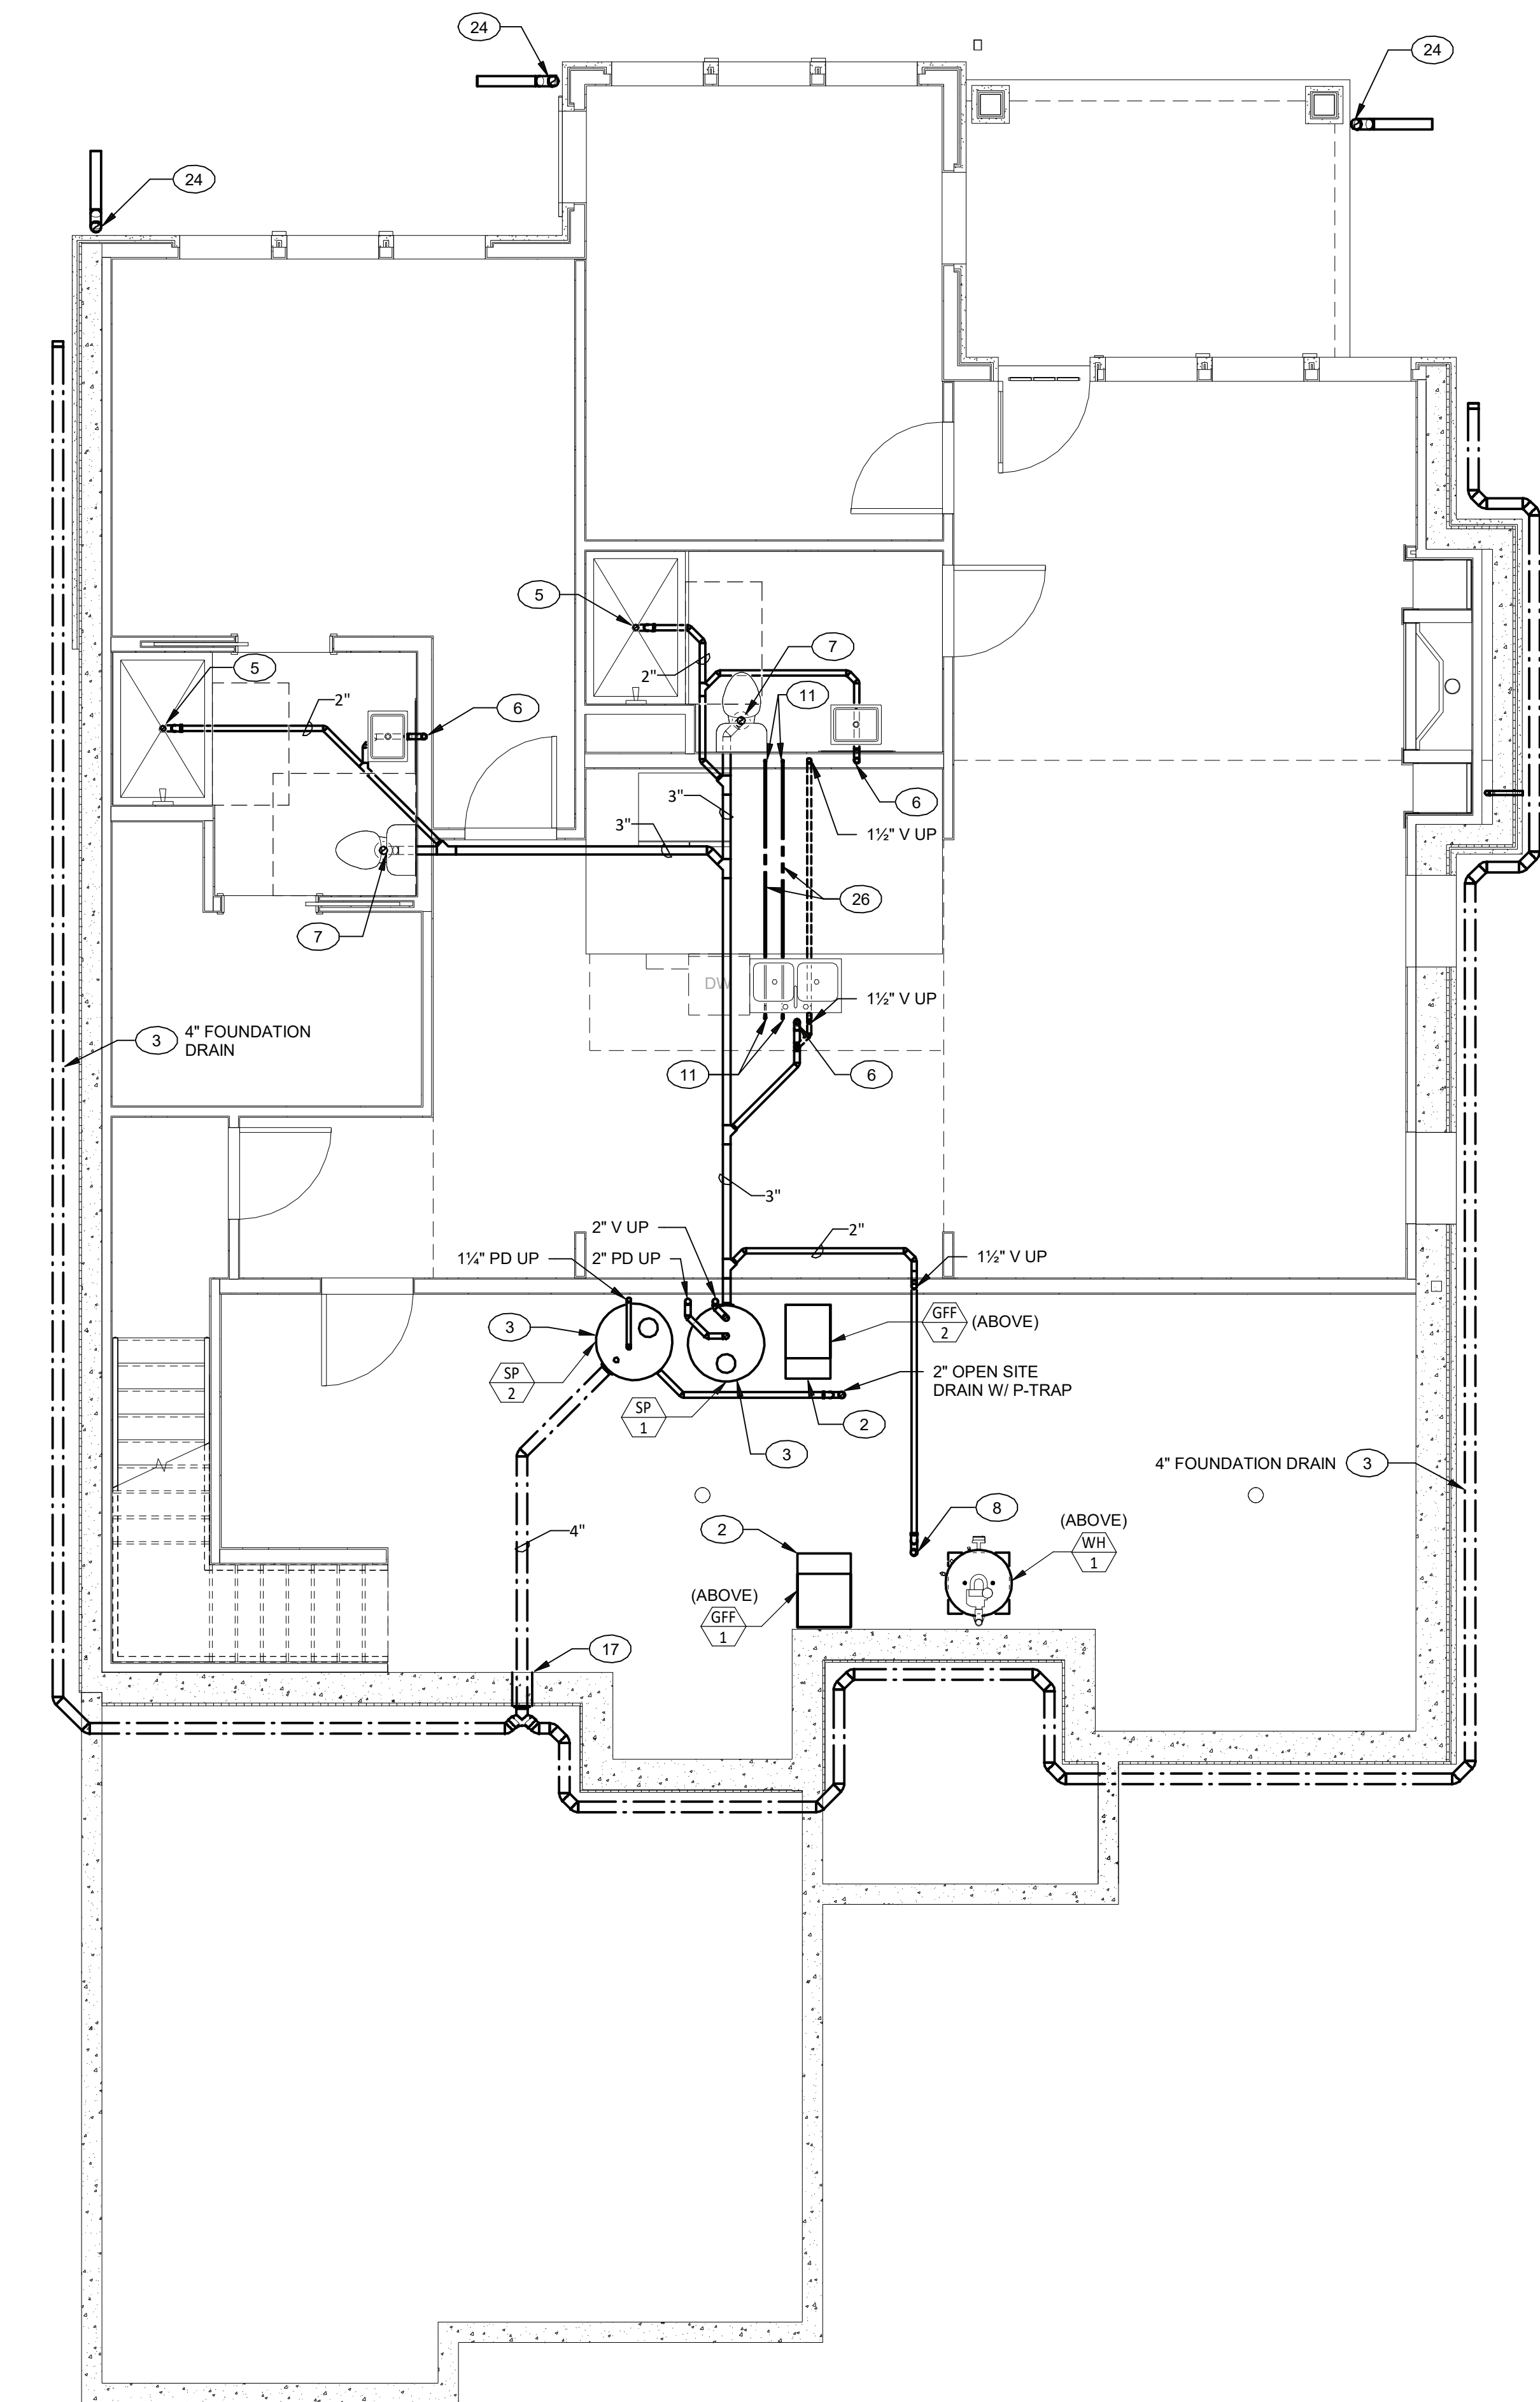 24
24
24
5
7
2"
11
5
2"
6
3"
6
3"
1½" V UP
26
7
DW
1½" V UP
3
4" FOUNDATION
DRAIN
11
6
3"
2" V UP
2"
1¼" PD UP
2" PD UP
1½" V UP
GFF
2
(ABOVE)
3
SP
2
2" OPEN SITE
DRAIN W/ P-TRAP
SP
1
2
3
4" FOUNDATION DRAIN
3
8
4"
2
(ABOVE)
WH
1
(ABOVE)
GFF
1
17